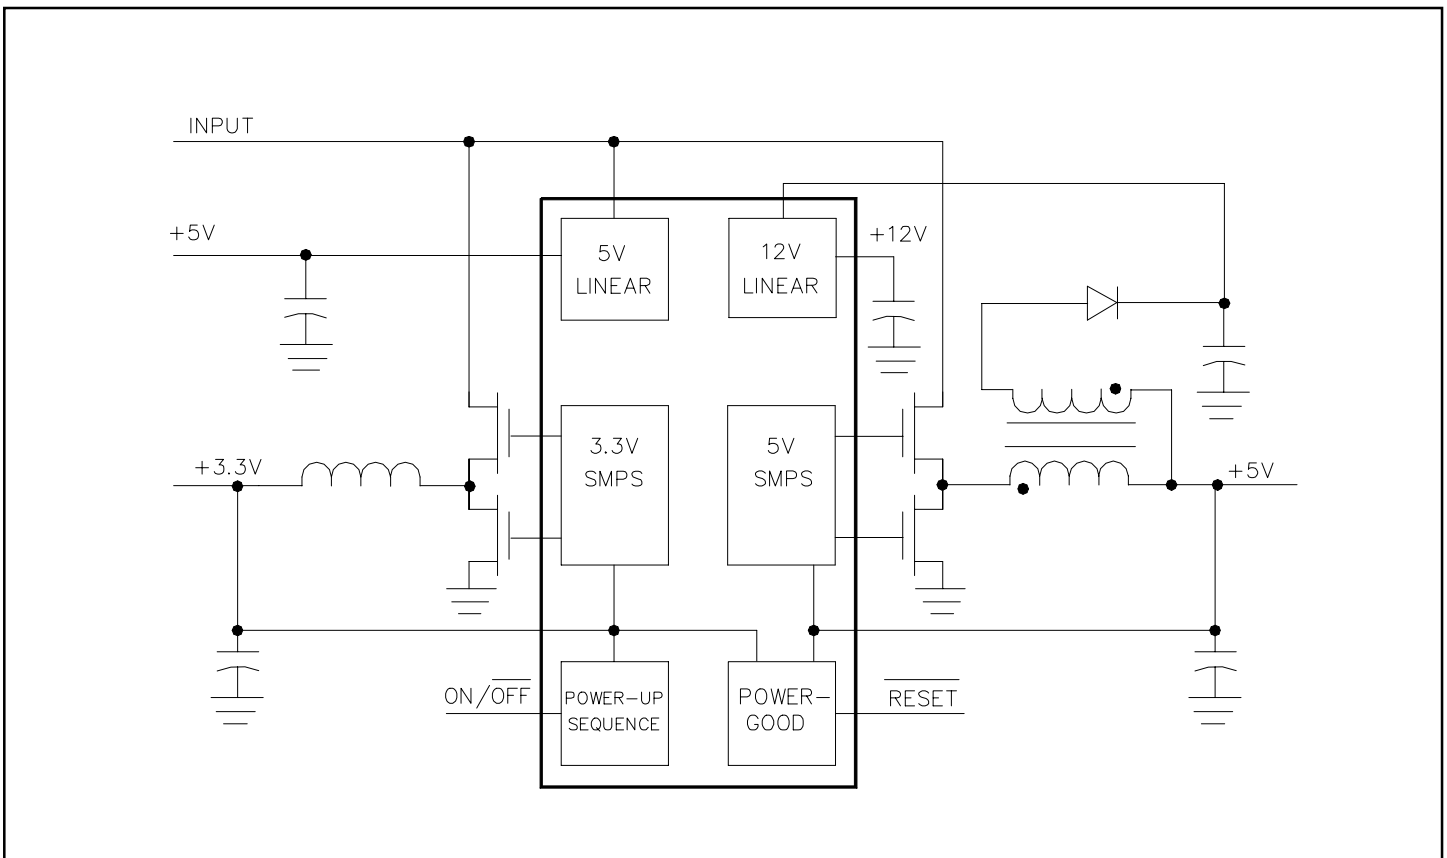 INPUT
+5V
5V
LINEAR
12V
LINEAR
+12V
+3.3V
3.3V
SMPS
5V
SMPS
+5V
ON/OFF
POWER-UP
SEQUENCE
POWER-
GOOD
RESET